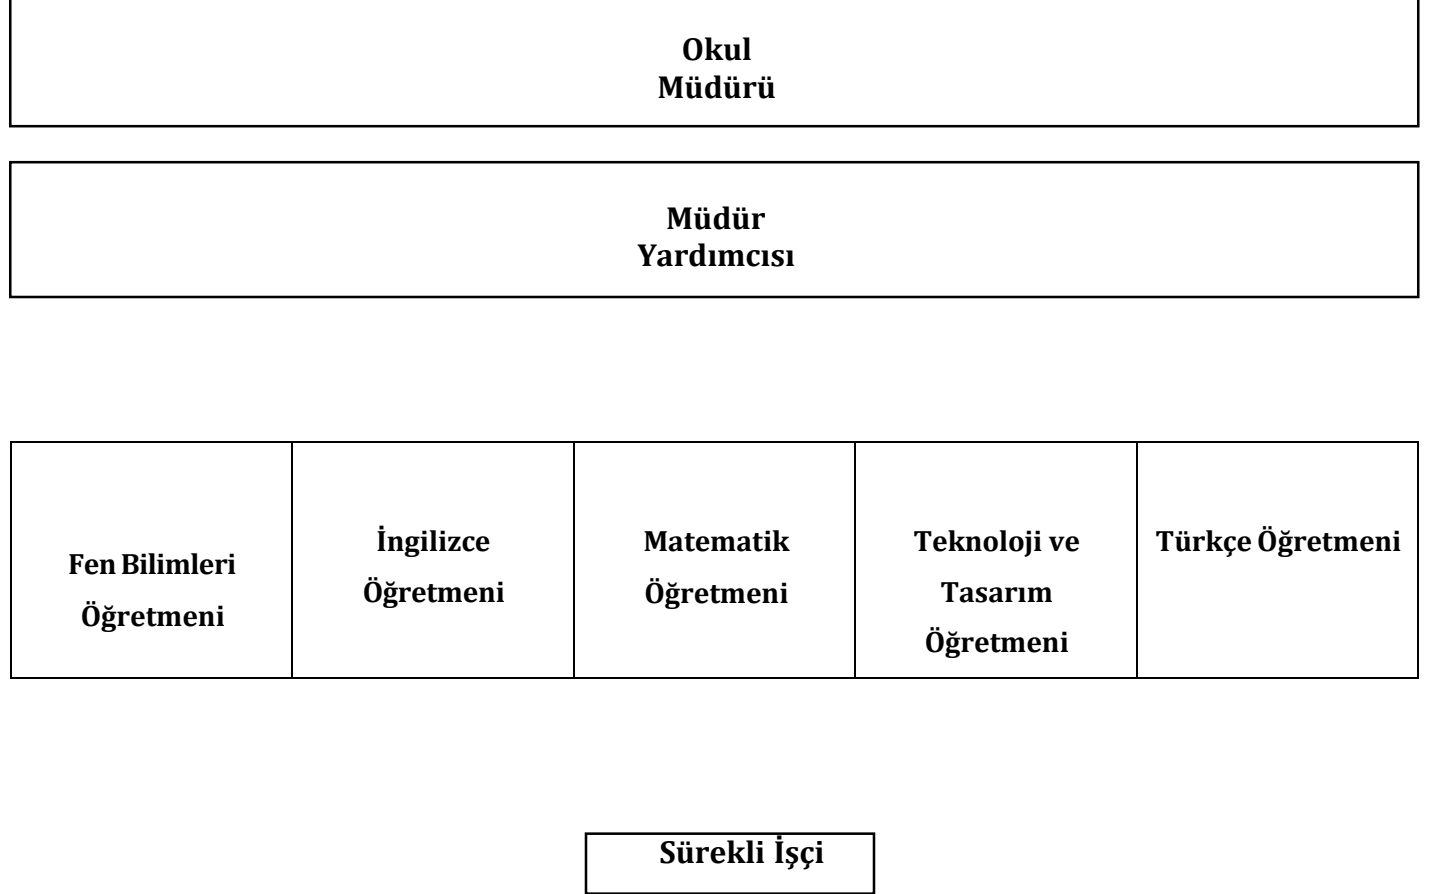 Okul
Müdürü
Müdür
Yardımcısı
Fen Bilimleri
Öğretmeni
İngilizce
Öğretmeni
Matematik
Öğretmeni
Teknoloji ve
Tasarım
Öğretmeni
Türkçe Öğretmeni
Sürekli İşçi